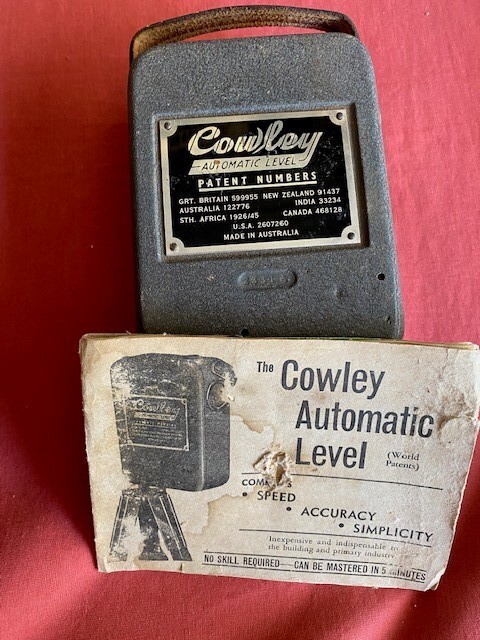 Cowley
AUTOMATIC LEVEL
PATENT NUMBERS
GRT. BRITAIN 599955 NEW ZEALAND 91437
AUSTRALIA 122776 INDIA 33234
STH. AFRICA 1926/45 CANADA 468128
U.S.A. 2607260
MADE IN AUSTRALIA
The Cowley
Automatic
Level (World
Patents)
Cowley
• SPEED
• ACCURACY
• SIMPLICITY
Inexpensive and indispensable to
the building and primary
NO SKILL REQUIRED—CAN BE MASTERED IN 5 MINUTES